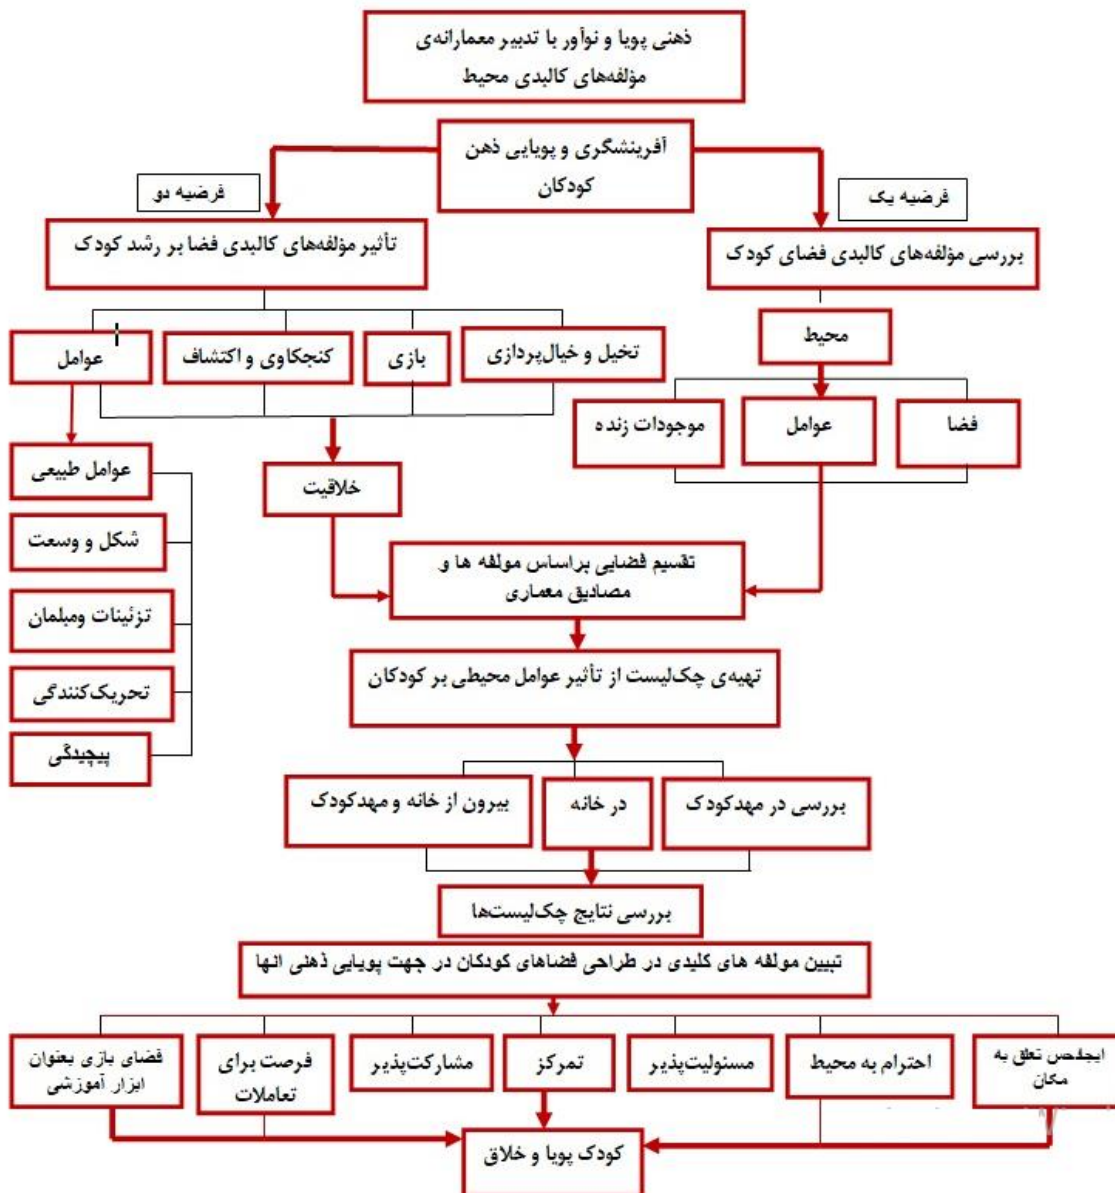 ذهنی پویا و نوآور با تدبیر معمارانه‌ی
مؤلفه‌های کالبدی محیط
آفرینشگری و پویایی ذهن
کودکان
فرضیه یک
فرضیه دو
بررسی مؤلفه‌های کالبدی فضای کودک
تأثیر مؤلفه‌های کالبدی فضا بر رشد کودک
محیط
تخیل و خیال‌پردازی
بازی
کنجکاوی و اکتشاف
عوامل
فضا
عوامل
موجودات زنده
خلاقیت
عوامل طبیعی
شکل و وسعت
تزئینات ومبلمان
تحریک‌کنندگی
پیچیدگی
تقسیم فضایی براساس مولفه ها و
مصادیق معماری
تهیه‌ی چک‌لیست از تأثیر عوامل محیطی بر کودکان
بررسی در مهدکودک
در خانه
بیرون از خانه و مهدکودک
بررسی نتایج چک‌لیست‌ها
تبیین مولفه های کلیدی در طراحی فضاهای کودکان در جهت پویایی ذهنی انها
ایجادحس تعلق به
مکان
احترام به محیط
مسئولیت‌پذیر
تمرکز
مشارکت‌پذیر
فرصت برای
تعاملات
فضای بازی بعنوان
ابزار آموزشی
کودک پویا و خلاق